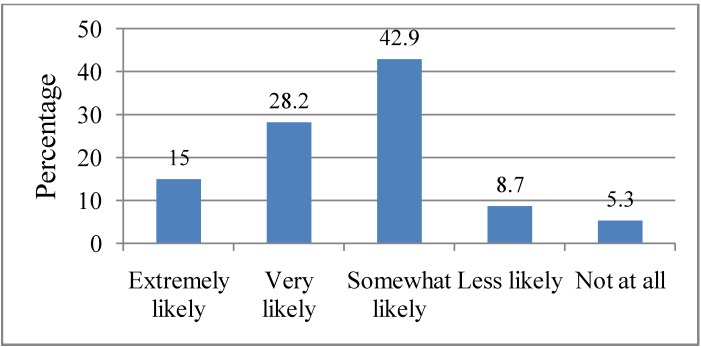 50
40
30
20
10
0
Percentage
15
28.2
42.9
8.7
5.3
Extremely
likely
Very
likely
Somewhat
likely
Less likely
Not at all